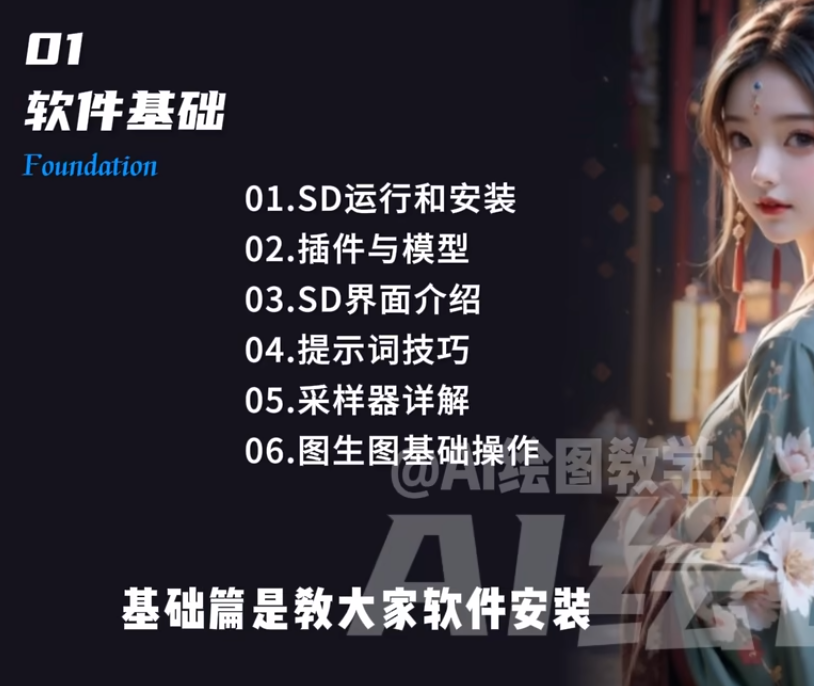 01
软件基础
Foundation
01.SD运行和安装
02.插件与模型
03.SD界面介绍
04.提示词技巧
05.采样器详解
06.图生图基础操作
@AI绘图教学
AI绘
基础篇是教大家软件安装